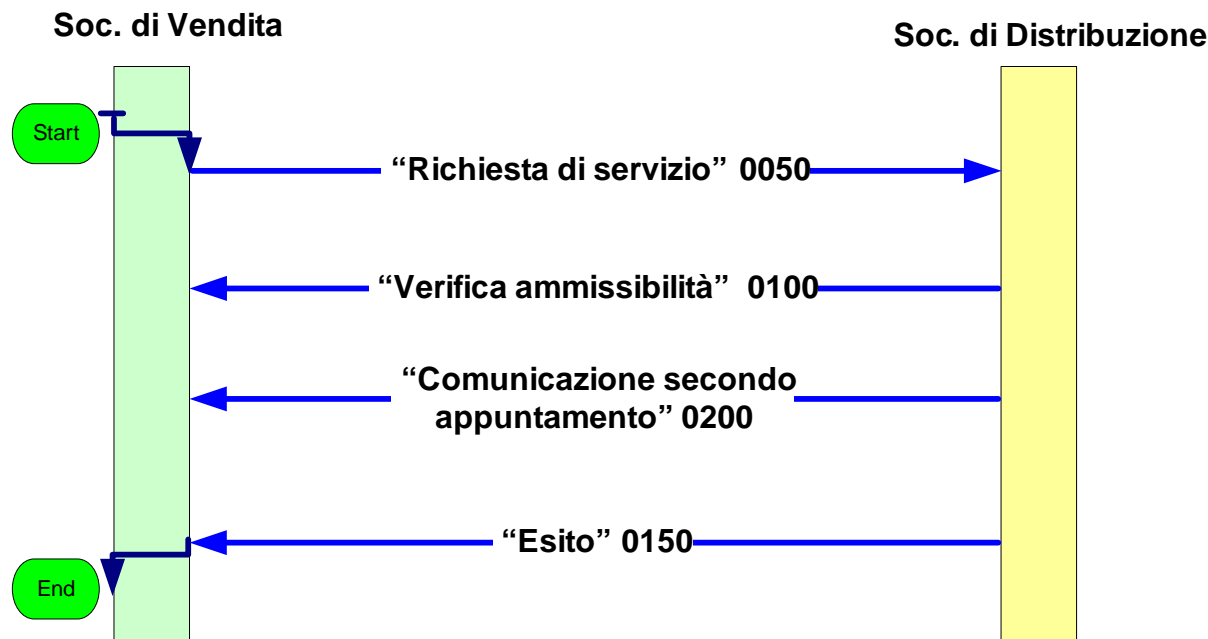 Soc. di Vendita
Soc. di Distribuzione
Start
“Richiesta di servizio” 0050
“Verifica ammissibilità” 0100
“Comunicazione secondo
appuntamento” 0200
“Esito” 0150
End